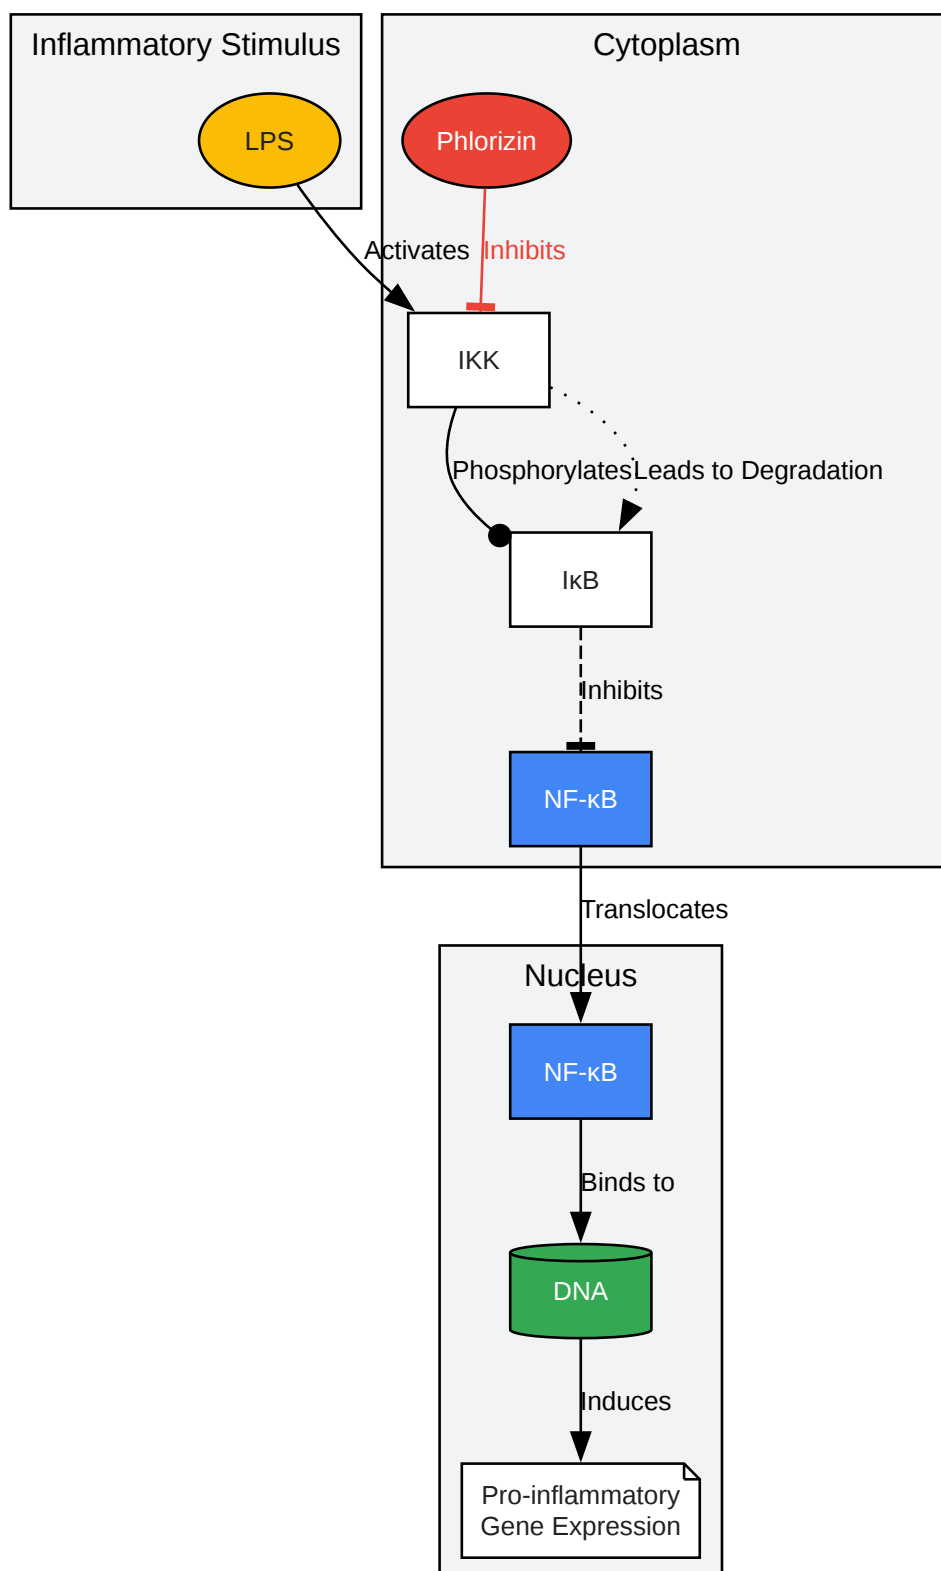 Inflammatory Stimulus
Cytoplasm
LPS
Phlorizin
Activates
Inhibits
IKK
Phosphorylates
Leads to Degradation
IκB
Inhibits
NF-κB
Translocates
Nucleus
NF-κB
Binds to
DNA
Induces
Pro-inflammatory
Gene Expression